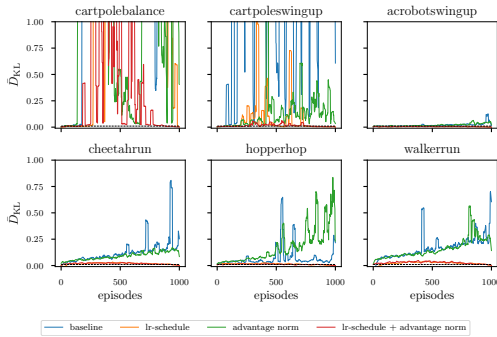 cartpolebalance cartpoleswingup acrobotswingup
1.00
0.75
0.50
0.25
0.00
D̄KL
cheetahrun hopperhop walkerrun
1.00
0.75
0.50
0.25
0.00
D̄KL
0 500 1000 0 500 1000 0 500 1000
episodes episodes episodes
baseline lr-schedule advantage norm lr-schedule + advantage norm